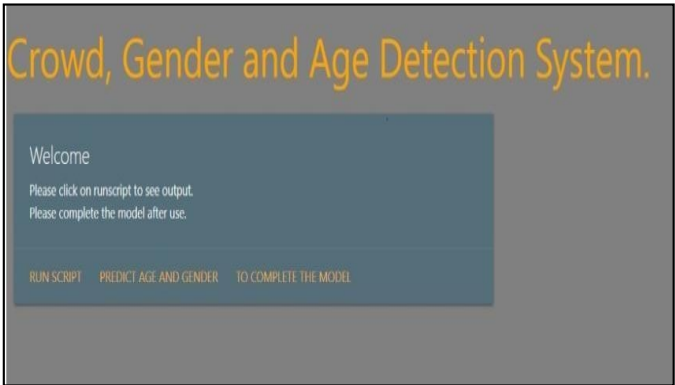 Crowd, Gender and Age Detection System.
Welcome
Please click on runscript to see output.
Please complete the model after use.
RUN SCRIPT PREDICT AGE AND GENDER TO COMPLETE THE MODEL